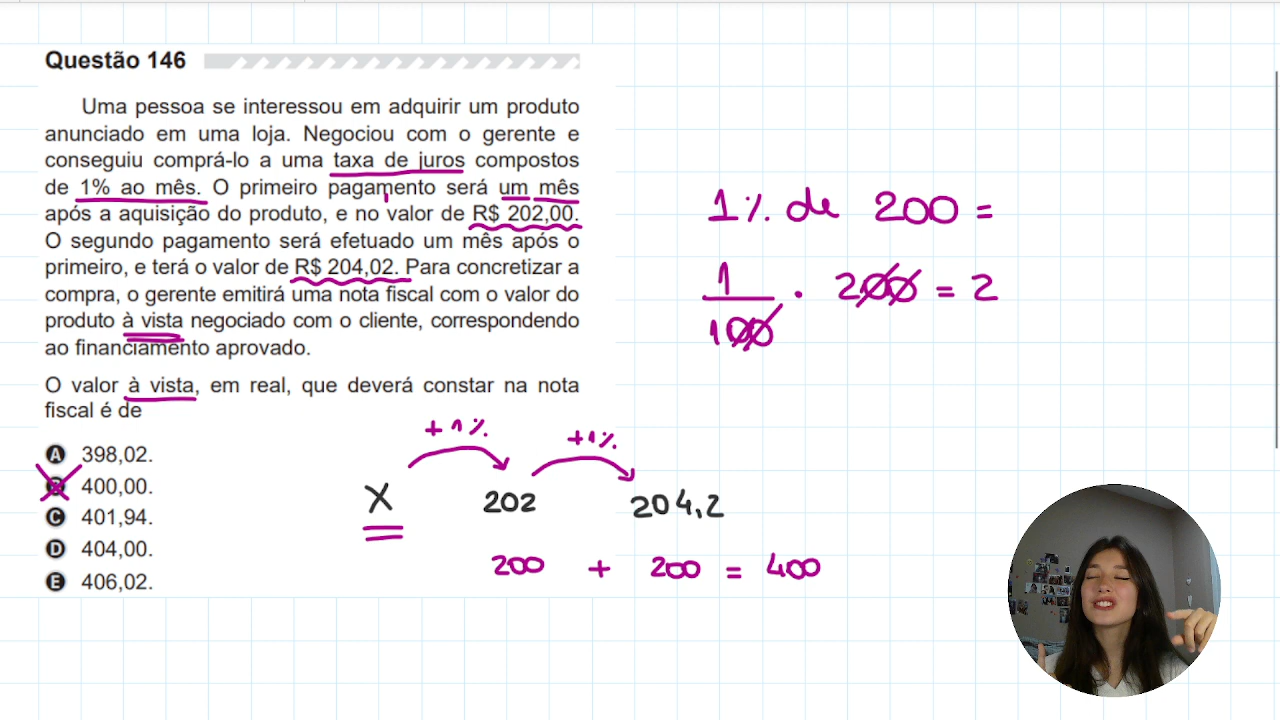 Questão 146
Uma pessoa se interessou em adquirir um produto
anunciado em uma loja. Negociou com o gerente e
conseguiu comprá-lo a uma taxa de juros compostos
de 1% ao mês. O primeiro pagamento será um mês
após a aquisição do produto, e no valor de R$ 202,00.
O segundo pagamento será efetuado um mês após o
primeiro, e terá o valor de R$ 204,02. Para concretizar a
compra, o gerente emitirá uma nota fiscal com o valor do
produto à vista negociado com o cliente, correspondendo
ao financiamento aprovado.
O valor à vista, em real, que deverá constar na nota
fiscal é de
A 398,02.
B 400,00.
C 401,94.
D 404,00.
E 406,02.
+1% +1%
X 202 204,2
200 + 200 = 400
1% de 200 =
1/100 . 200 = 2